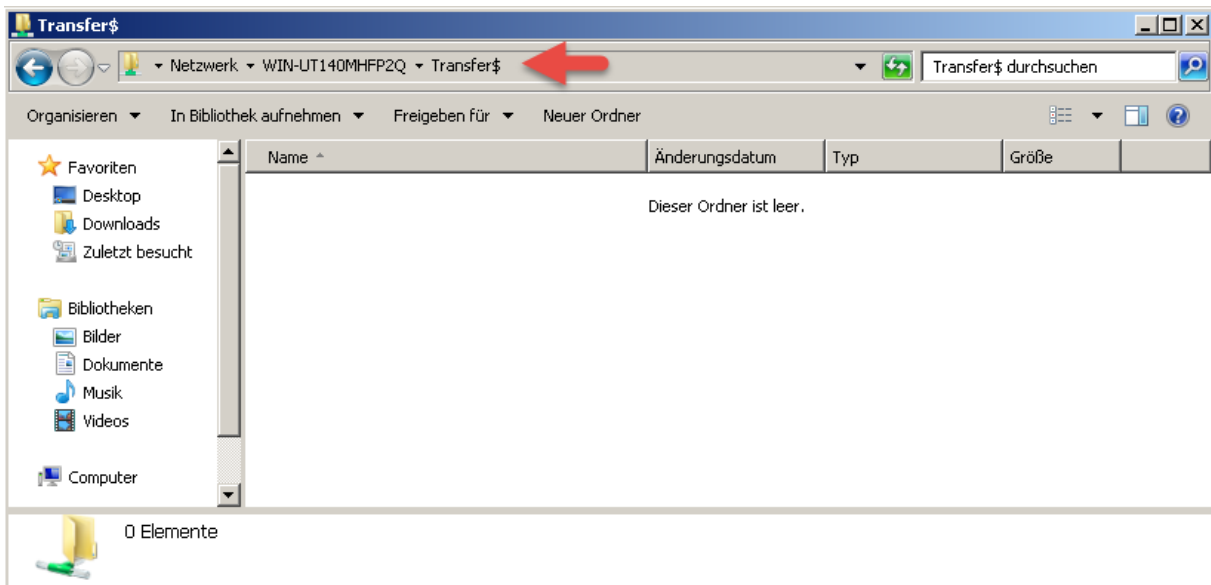 Transfer$
Netzwerk WIN-UT140MHFP2Q Transfer$ Transfer$ durchsuchen
Organisieren In Bibliothek aufnehmen Freigeben für Neuer Ordner
Name Änderungsdatum Typ Größe
Dieser Ordner ist leer.
Favoriten
Desktop
Downloads
Zuletzt besucht
Bibliotheken
Bilder
Dokumente
Musik
Videos
Computer
0 Elemente